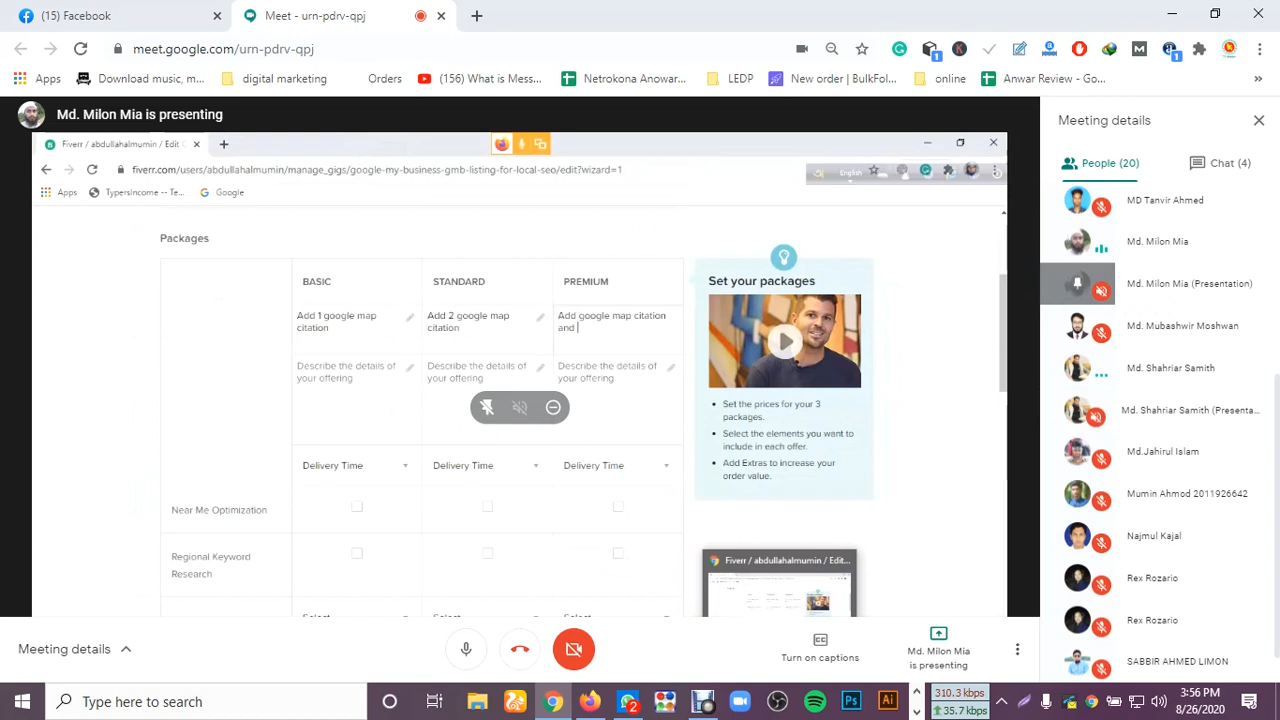 (15) Facebook
Meet - urn-pdrv-qpj
meet.google.com/urn-pdrv-qpj
Apps
Download music, m...
digital marketing
Orders
(156) What is Mess...
Netrokona Anowar...
LEDP
New order | BulkFol...
online
Anwar Review - Go...
»
Md. Milon Mia is presenting
Fiverr / abdullahalmumin / Edit
fiverr.com/users/abdullahalmumin/manage_gigs/google-my-business-gmb-listing-for-local-seo/edit?wizard=1
English
Apps
TypersIncome -- Te...
Google
Packages
BASIC
STANDARD
PREMIUM
Add 1 google map
citation
Add 2 google map
citation
Add google map citation
and
Describe the details of
your offering
Describe the details of
your offering
Describe the details of
your offering
Delivery Time
Delivery Time
Delivery Time
Near Me Optimization
Regional Keyword
Research
Select
Select
Select
Set your packages
• Set the prices for your 3
packages.
• Select the elements you want to
include in each offer.
• Add Extras to increase your
order value.
Fiverr / abdullahalmumin / Edit...
Meeting details
People (20)
Chat (4)
MD Tanvir Ahmed
Md. Milon Mia
Md. Milon Mia (Presentation)
Md. Mubashwir Moshwan
Md. Shahriar Samith
Md. Shahriar Samith (Presenta...
Md.Jahirul Islam
Mumin Ahmod 2011926642
Najmul Kajal
Rex Rozario
Rex Rozario
SABBIR AHMED LIMON
Meeting details
Turn on captions
Md. Milon Mia
is presenting
Type here to search
2
Ps
Ai
310.3 kbps
35.7 kbps
3:56 PM
8/26/2020